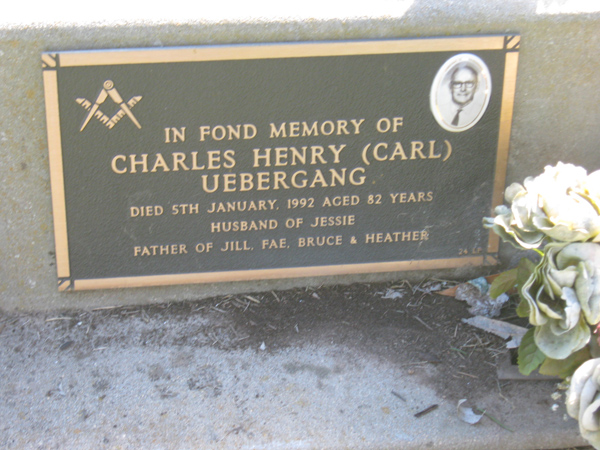 IN FOND MEMORY OF
CHARLES HENRY (CARL)
UEBERGANG
DIED 5TH JANUARY, 1992 AGED 82 YEARS
HUSBAND OF JESSIE
FATHER OF JILL, FAE, BRUCE & HEATHER